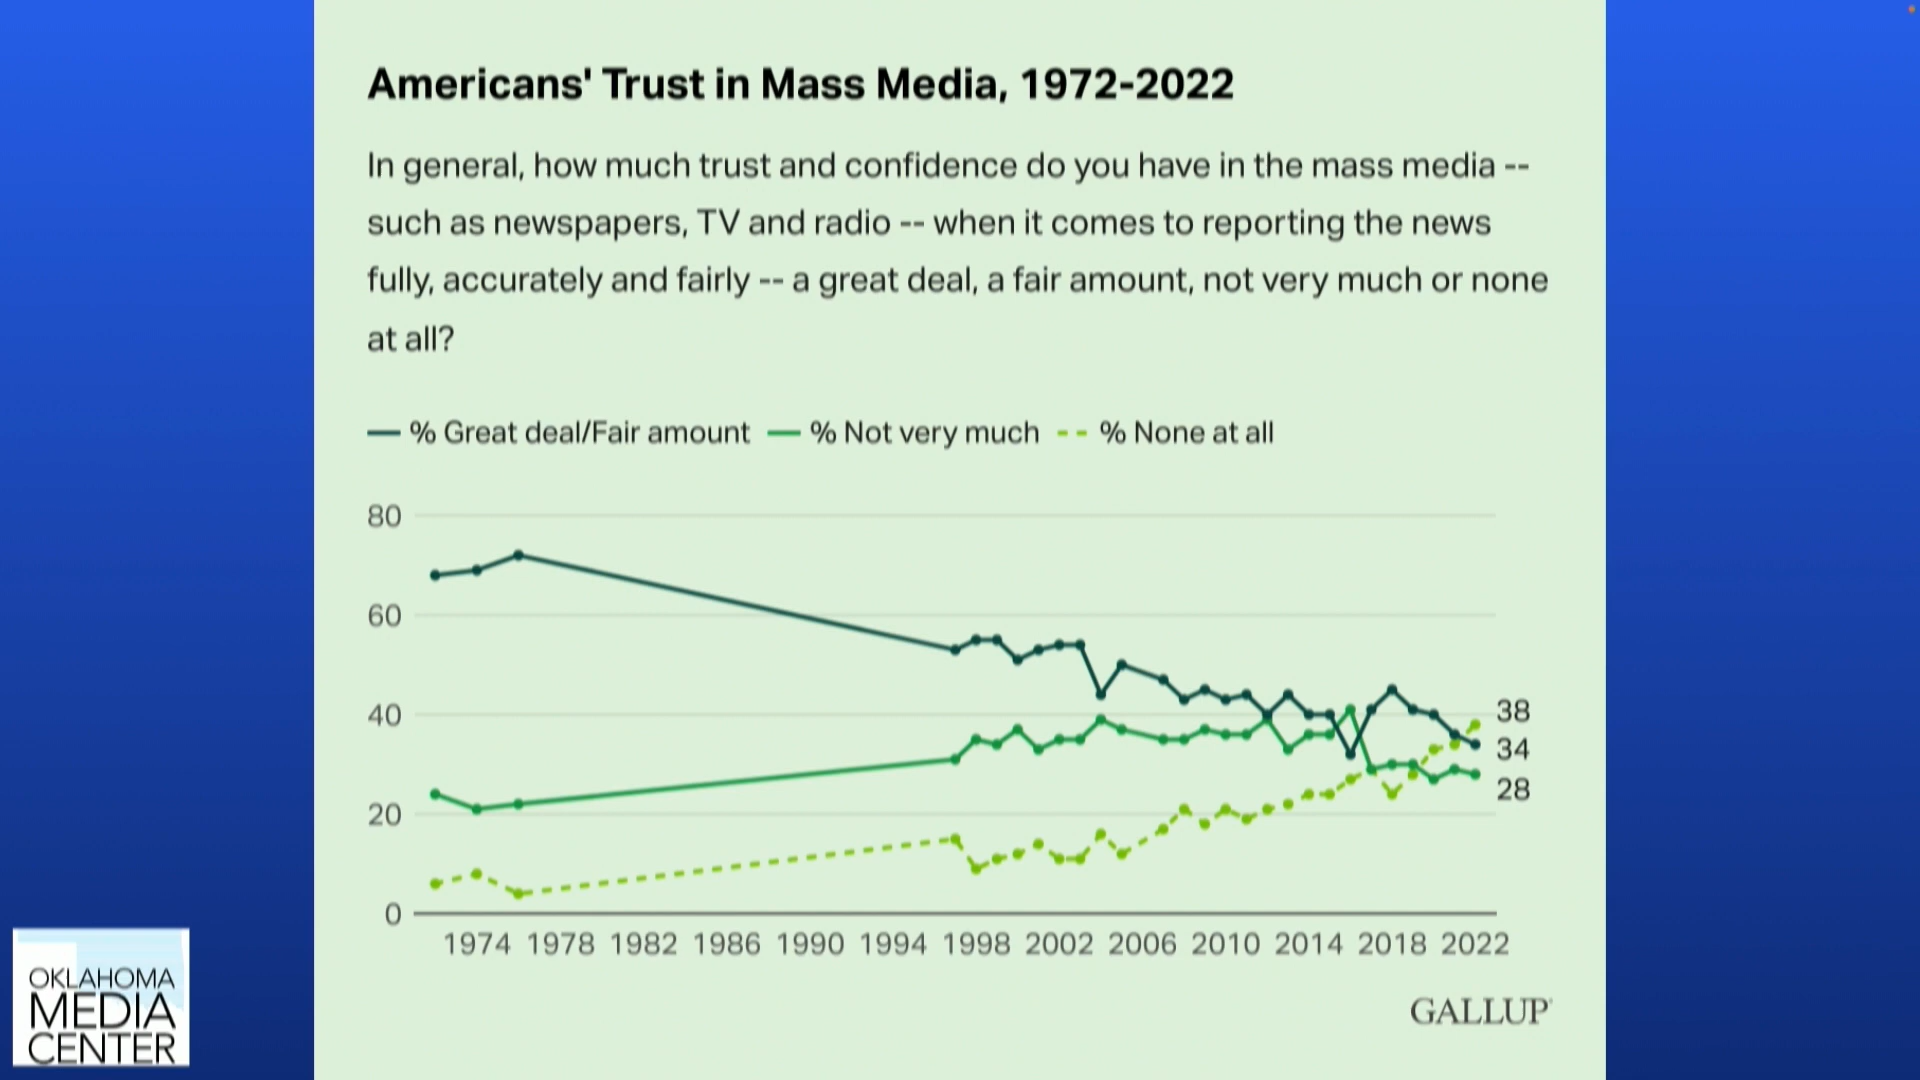 Americans' Trust in Mass Media, 1972-2022
In general, how much trust and confidence do you have in the mass media --
such as newspapers, TV and radio -- when it comes to reporting the news
fully, accurately and fairly -- a great deal, a fair amount, not very much or none
at all?
% Great deal/Fair amount % Not very much % None at all
80
60
40
20
0
38
34
28
1974 1978 1982 1986 1990 1994 1998 2002 2006 2010 2014 2018 2022
GALLUP
OKLAHOMA
MEDIA
CENTER